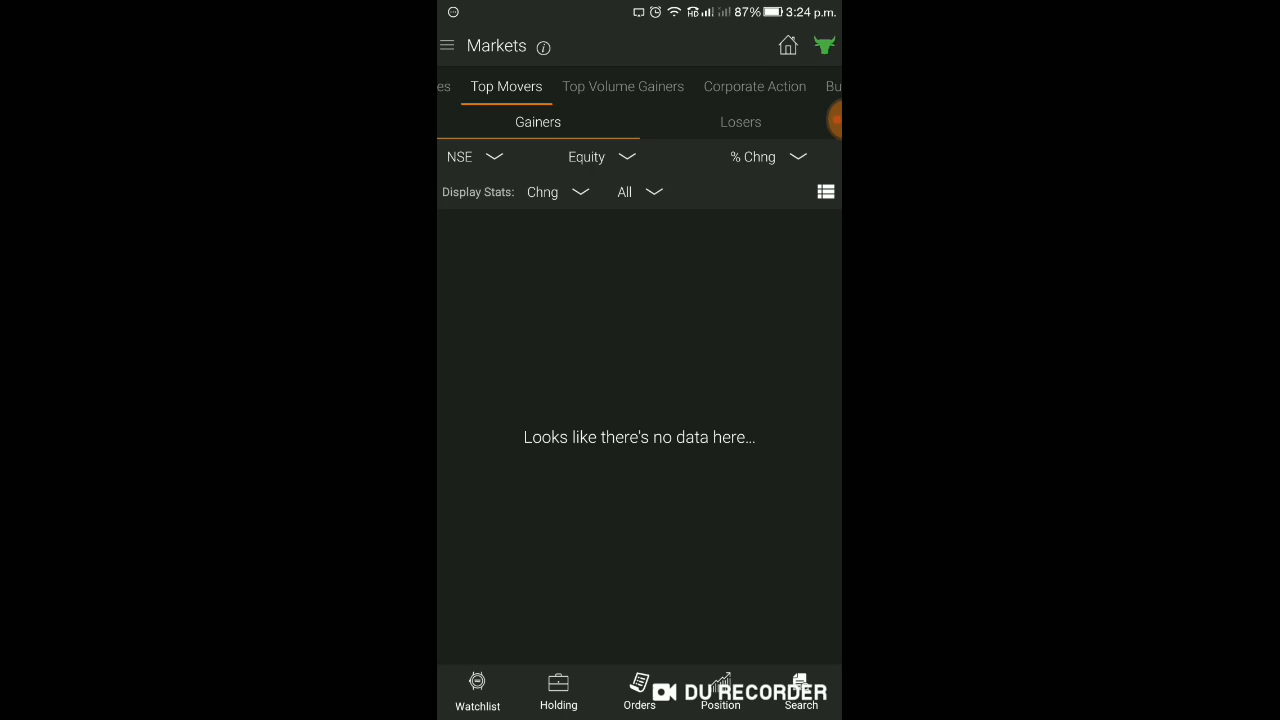 HD 87% 3:24 p.m.
Markets i
es Top Movers Top Volume Gainers Corporate Action Bu
Gainers Losers
NSE Equity % Chng
Display Stats: Chng All
Looks like there's no data here...
Watchlist Holding Orders Position Search
DU RECORDER